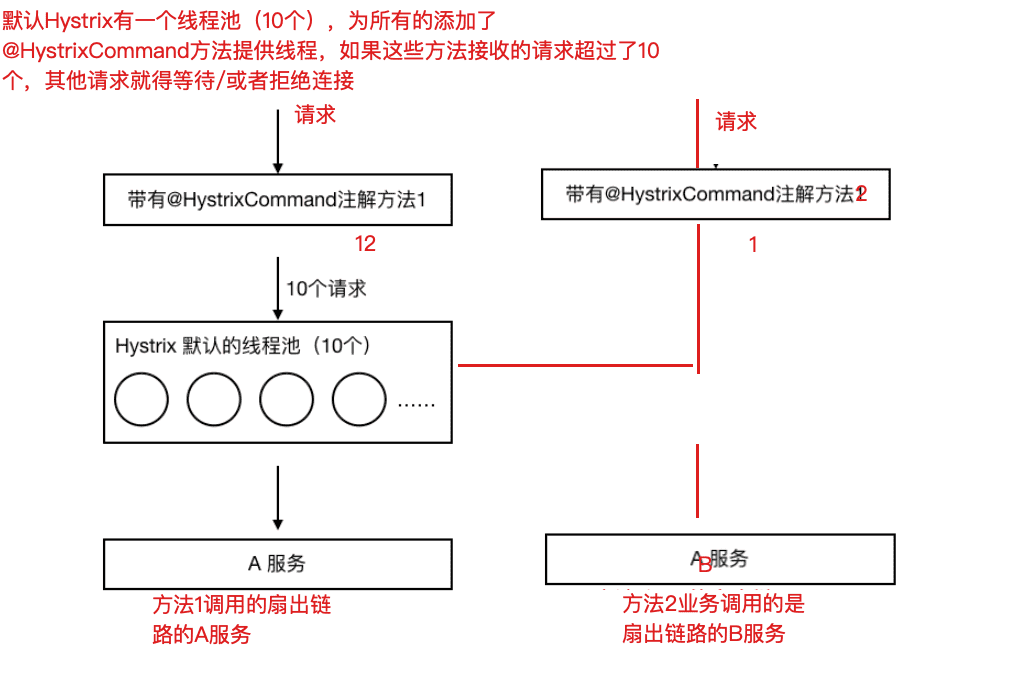 默认Hystrix有一个线程池（10个），为所有的添加了
@HystrixCommand方法提供线程，如果这些方法接收的请求超过了10
个，其他请求就得等待/或者拒绝连接
请求
请求
带有@HystrixCommand注解方法1
带有@HystrixCommand注解方法2
12
1
10个请求
Hystrix 默认的线程池（10个）
......
A 服务
B 服务
方法1调用的扇出链
路的A服务
方法2业务调用的是
扇出链路的B服务